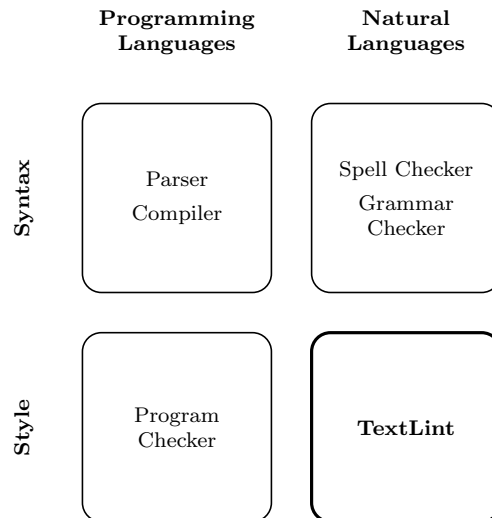 Programming
Languages
Natural
Languages
Syntax
Parser
Compiler
Spell Checker
Grammar
Checker
Style
Program
Checker
TextLint